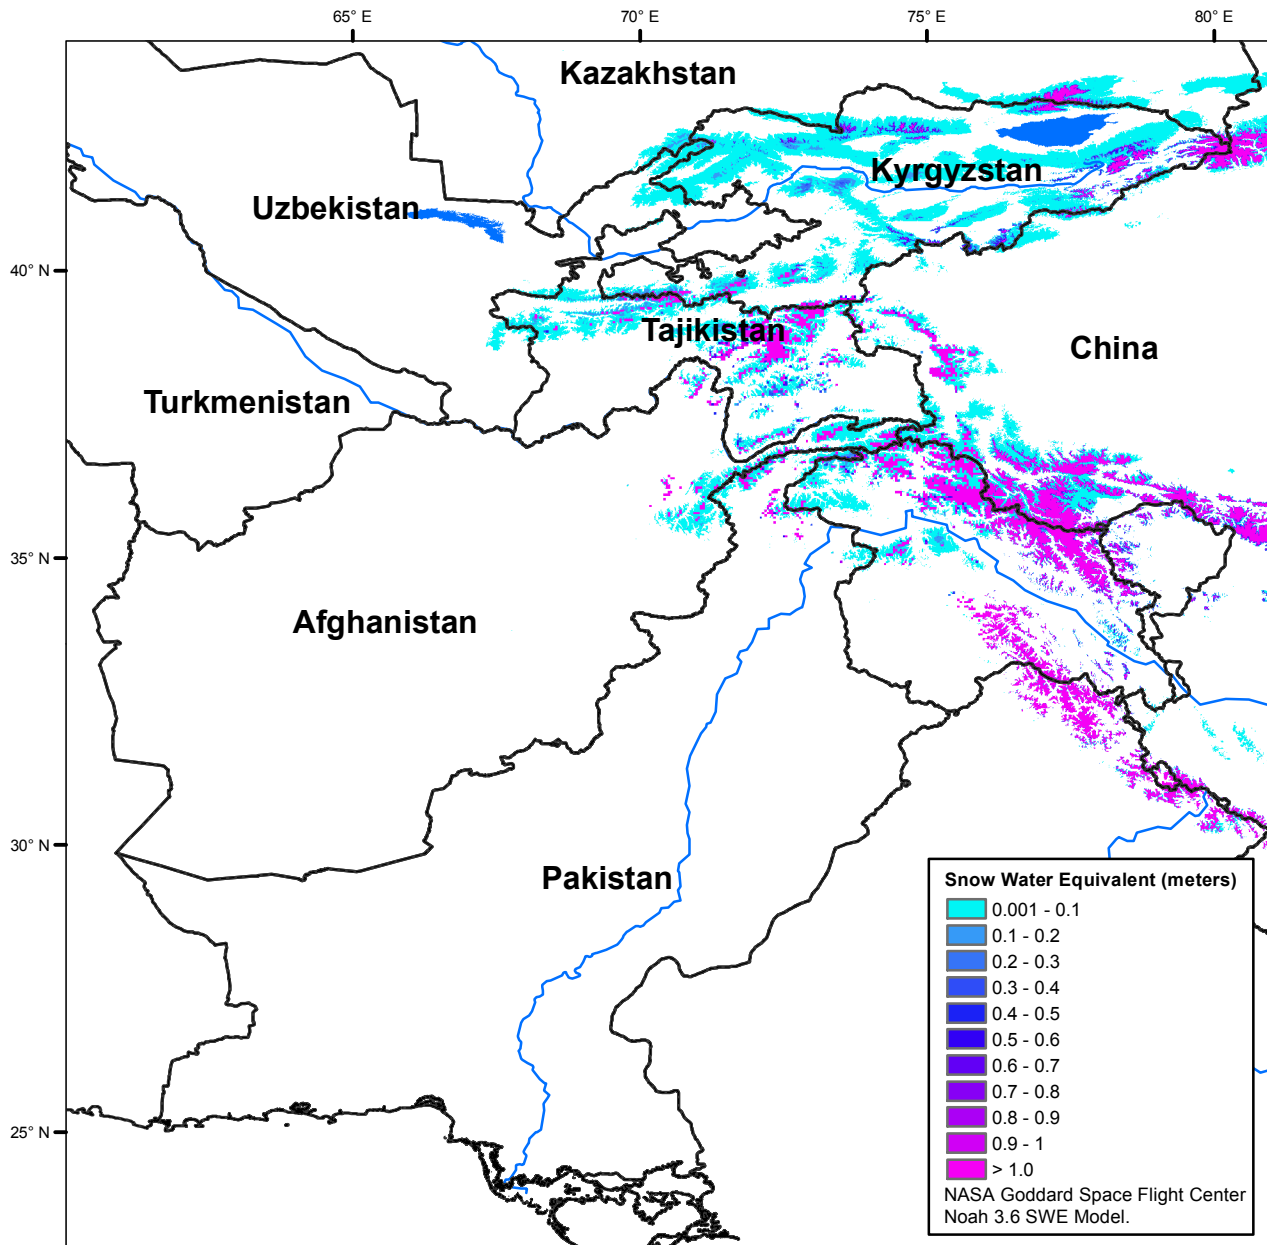 65° E
70° E
75° E
80° E
Kazakhstan
Kyrgyzstan
Uzbekistan
40° N
Tajikistan
China
Turkmenistan
35° N
Afghanistan
30° N
Pakistan
25° N
Snow Water Equivalent (meters)
0.001 - 0.1
0.1 - 0.2
0.2 - 0.3
0.3 - 0.4
0.4 - 0.5
0.5 - 0.6
0.6 - 0.7
0.7 - 0.8
0.8 - 0.9
0.9 - 1
> 1.0
NASA Goddard Space Flight Center
Noah 3.6 SWE Model.